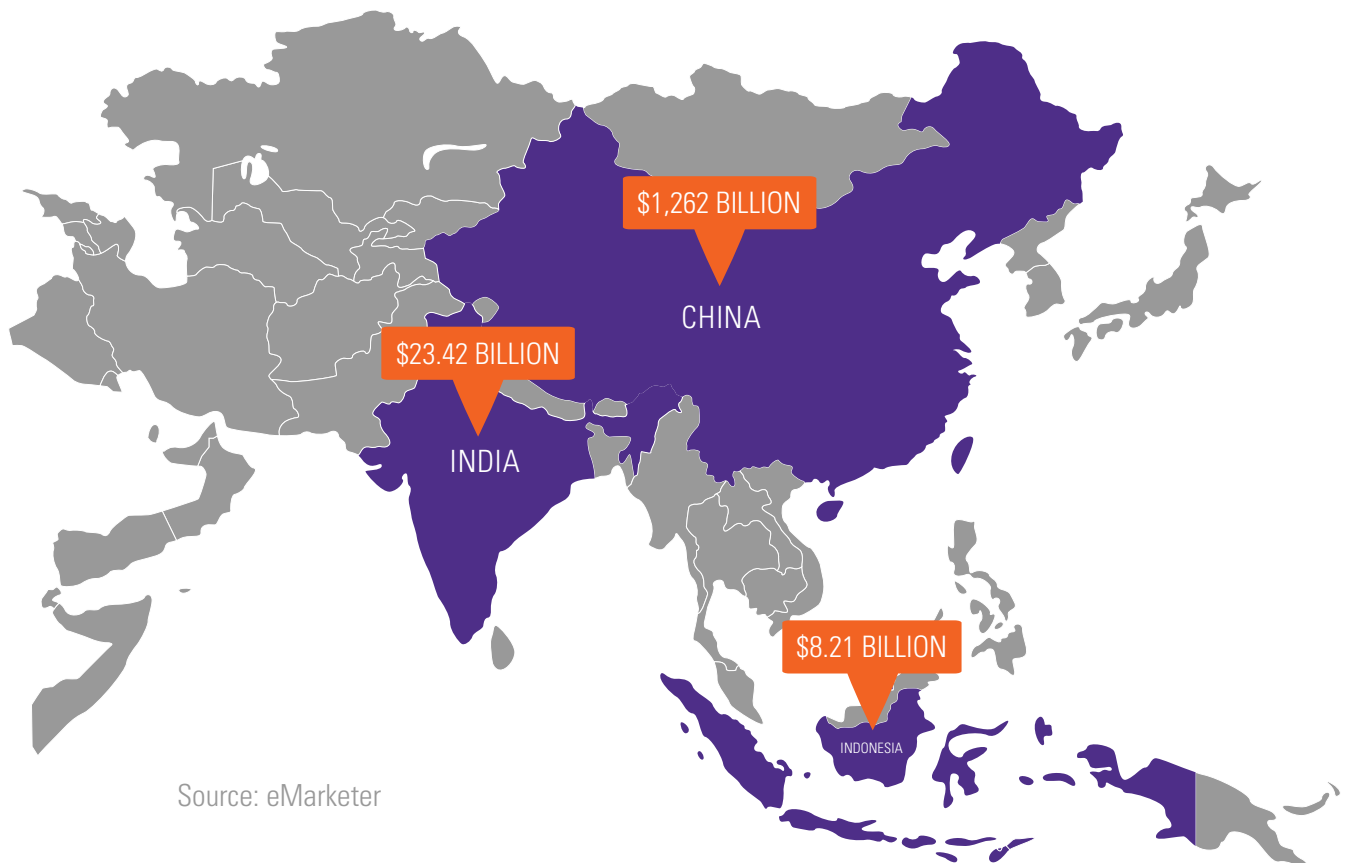 $1,262 BILLION
CHINA
$23.42 BILLION
INDIA
$8.21 BILLION
INDONESIA
Source: eMarketer